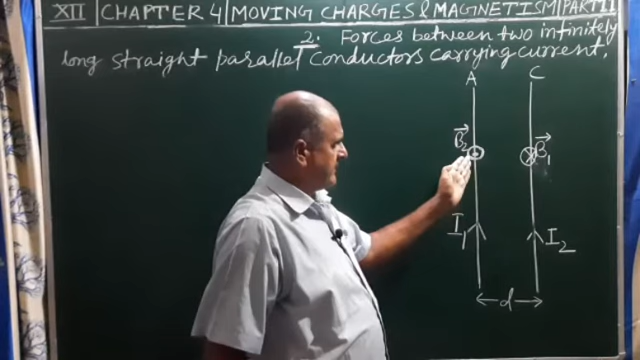 XII | CHAPTER 4 | MOVING CHARGES & MAGNETISM | PART II
2. Forces between two infinitely
long straight parallel conductors carrying current.
A C
B₂ B₁
I₁ I₂
d